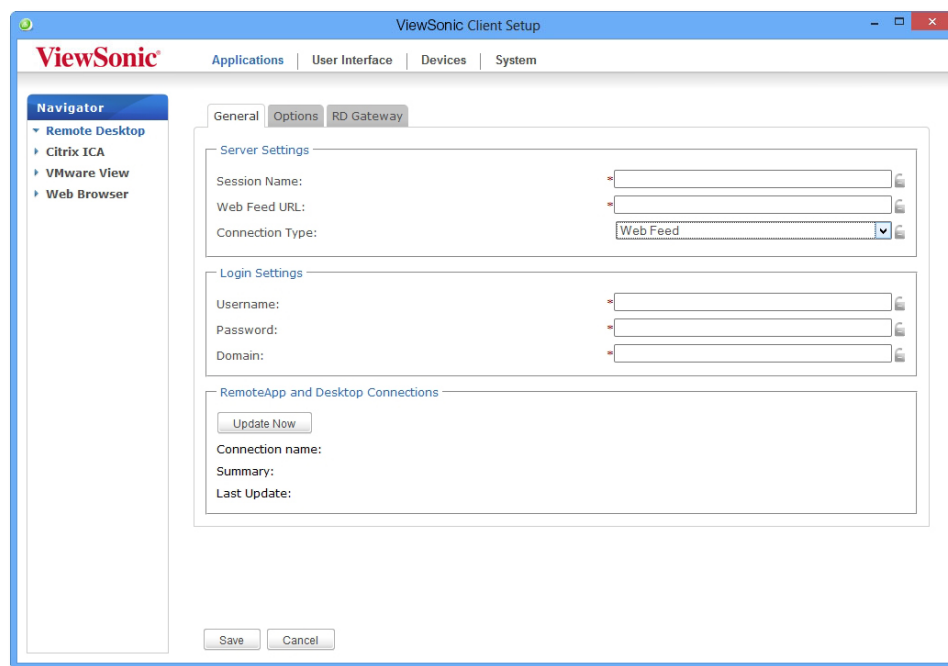 ViewSonic Client Setup
ViewSonic®
Applications | User Interface | Devices | System
Navigator
Remote Desktop
Citrix ICA
VMware View
Web Browser
General Options RD Gateway
Server Settings
Session Name: *
Web Feed URL: *
Connection Type: Web Feed
Login Settings
Username: *
Password: *
Domain: *
RemoteApp and Desktop Connections
Update Now
Connection name:
Summary:
Last Update:
Save Cancel